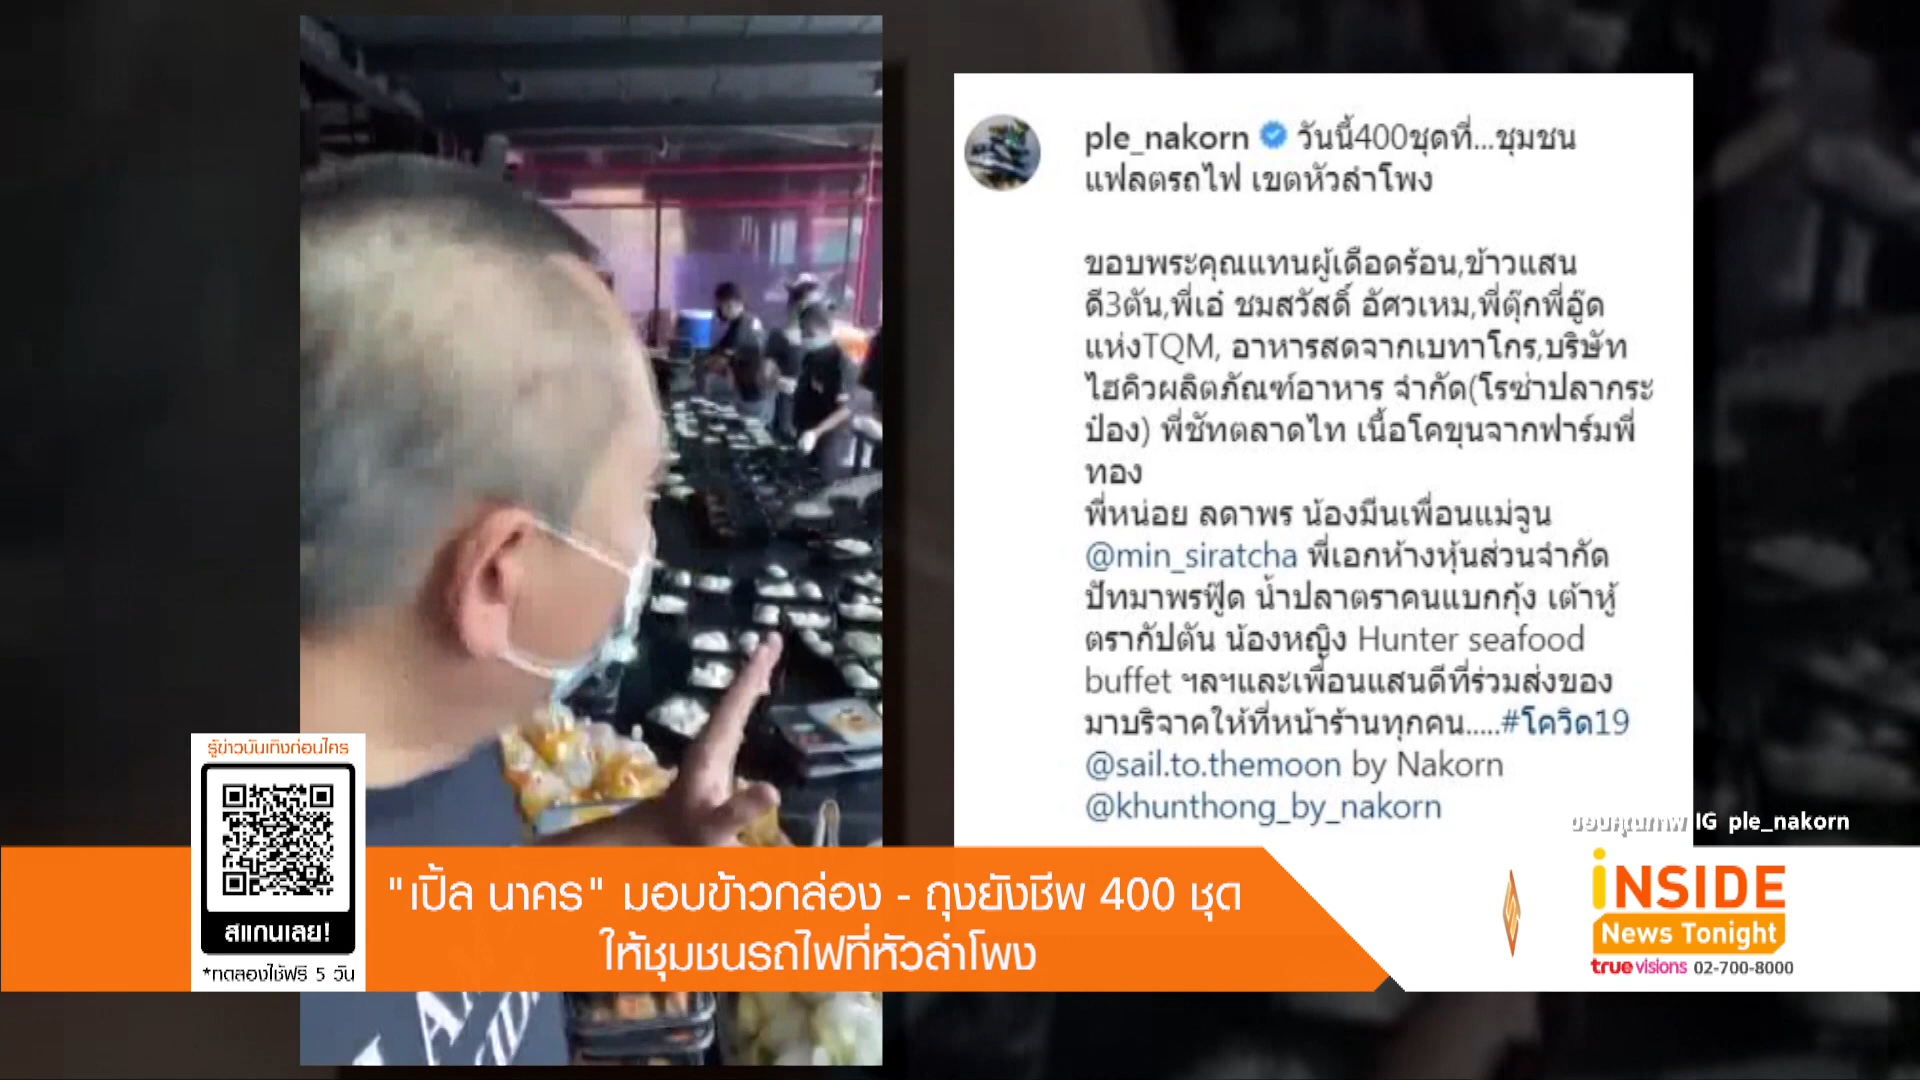 ple_nakorn วันนี้400ชุดที่...ชุมชน
แฟลตรถไฟ เขตหัวลำโพง
ขอบพระคุณแทนผู้เดือดร้อน,ข้าวแสน
ดี3ตัน,พี่เอ๋ ชมสวัสดิ์ อัศวเหม,พี่ตุ๊กพี่อู๊ด
แห่งTQM, อาหารสดจากเบทาโกร,บริษัท
ไฮคิวผลิตภัณฑ์อาหาร จำกัด(โรซ่าปลากระ
ป๋อง) พี่ชัทตลาดไท เนื้อโคขุนจากฟาร์มพี่
ทอง
พี่หน่อย ลดาพร น้องมีนเพื่อนแม่จูน
@min_siratcha พี่เอกห้างหุ้นส่วนจำกัด
ปัทมาพรฟู๊ด น้ำปลาตราคนแบกกุ้ง เต้าหู้
ตรากัปตัน น้องหญิง Hunter seafood
buffet ฯลฯและเพื่อนแสนดีที่ร่วมส่งของ
มาบริจาคให้ที่หน้าร้านทุกคน.....#โควิด19
@sail.to.themoon by Nakorn
@khunthong_by_nakorn
ขอบคุณภาพ IG ple_nakorn
รู้ข่าวบันเทิงก่อนใคร
สแกนเลย!
*ทดลองใช้ฟรี 5 วัน
"เปิ้ล นาคร" มอบข้าวกล่อง - ถุงยังชีพ 400 ชุด
ให้ชุมชนรถไฟที่หัวลำโพง
iNSIDE
News Tonight
truevisions 02-700-8000